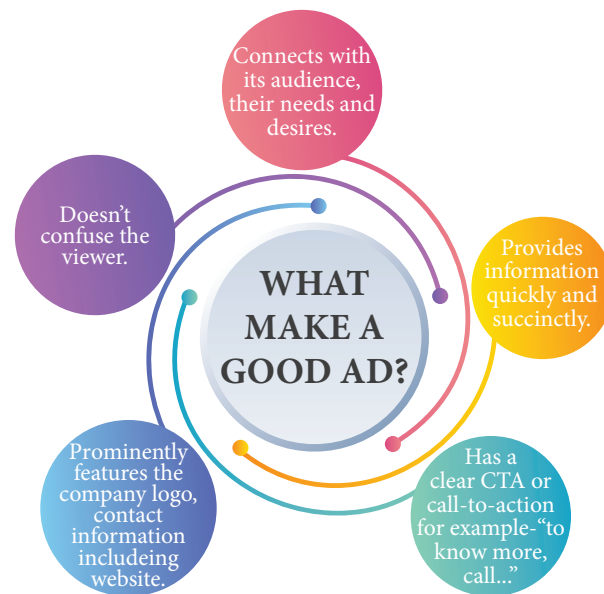 Connects with
its audience,
their needs and
desires.
Doesn't
confuse the
viewer.
Provides
information
quickly and
succinctly.
WHAT
MAKE A
GOOD AD?
Prominently
features the
company logo,
contact
information
includeing
website.
Has a
clear CTA or
call-to-action
for example-“to
know more,
call...”